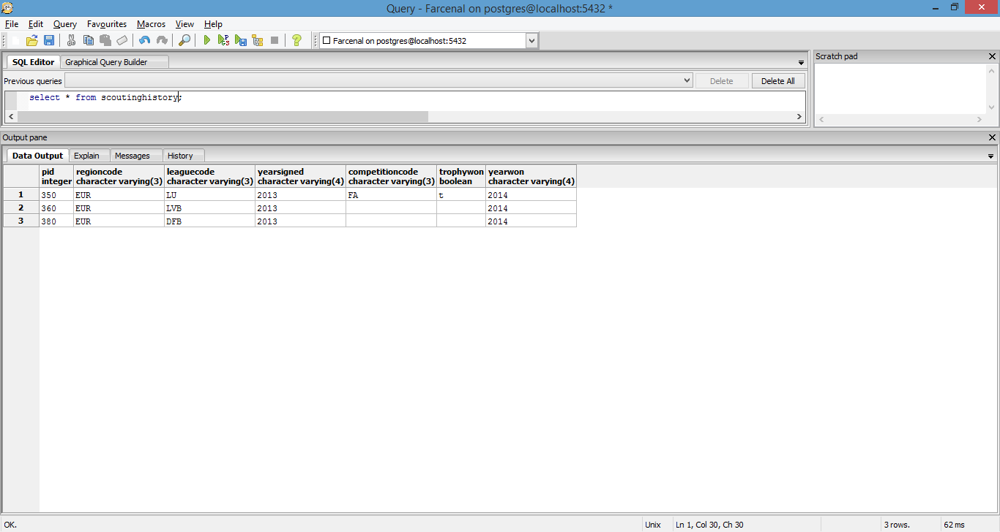 Query - Farcenal on postgres@localhost:5432 *
File Edit Query Favourites Macros View Help
Farcenal on postgres@localhost:5432
SQL Editor Graphical Query Builder
Scratch pad
Previous queries Delete Delete All
select * from scoutinghistory;
Output pane
Data Output Explain Messages History
pid regioncode leaguecode yearsigned competitioncode trophywon yearwon
integer character varying(3) character varying(3) character varying(4) character varying(3) boolean character varying(4)
1 350 EUR LU 2013 FA t 2014
2 360 EUR LVB 2013 2014
3 380 EUR DFB 2013 2014
OK. Unix Ln 1, Col 30, Ch 30 3 rows. 62 ms